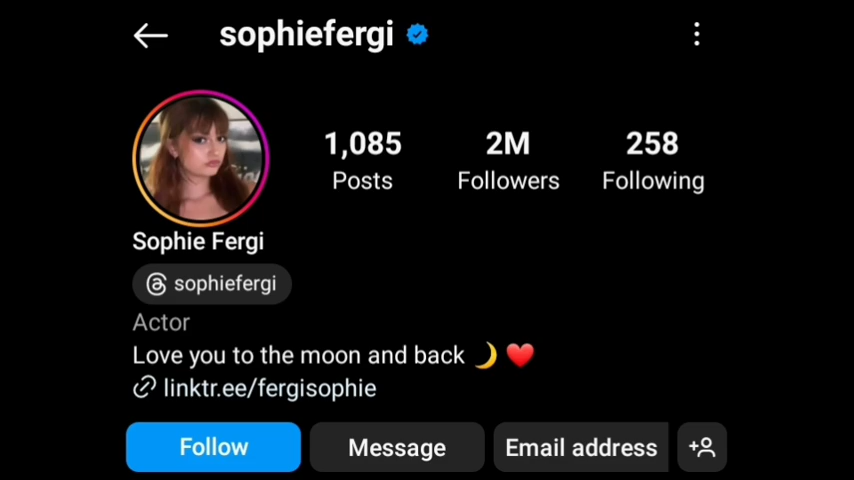 sophiefergi
1,085 2M 258
Posts Followers Following
Sophie Fergi
sophiefergi
Actor
Love you to the moon and back 🌙 ❤️
linktr.ee/fergisophie
Follow Message Email address